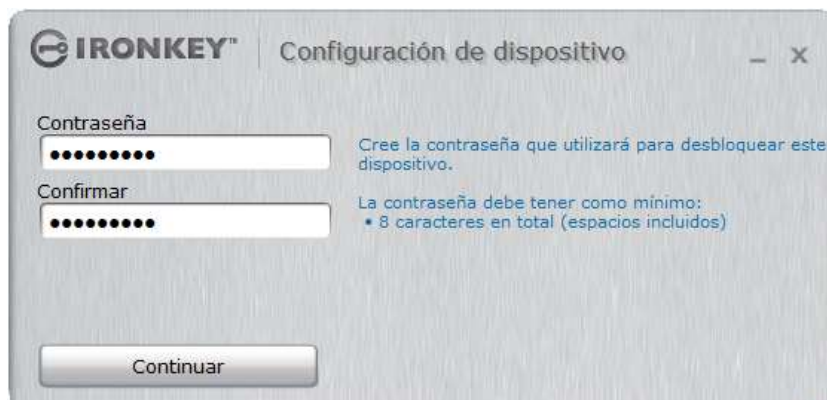 IRONKEY™ Configuración de dispositivo
Contraseña
•••••••••
Cree la contraseña que utilizará para desbloquear este
dispositivo.
Confirmar
•••••••••
La contraseña debe tener como mínimo:
• 8 caracteres en total (espacios incluidos)
Continuar